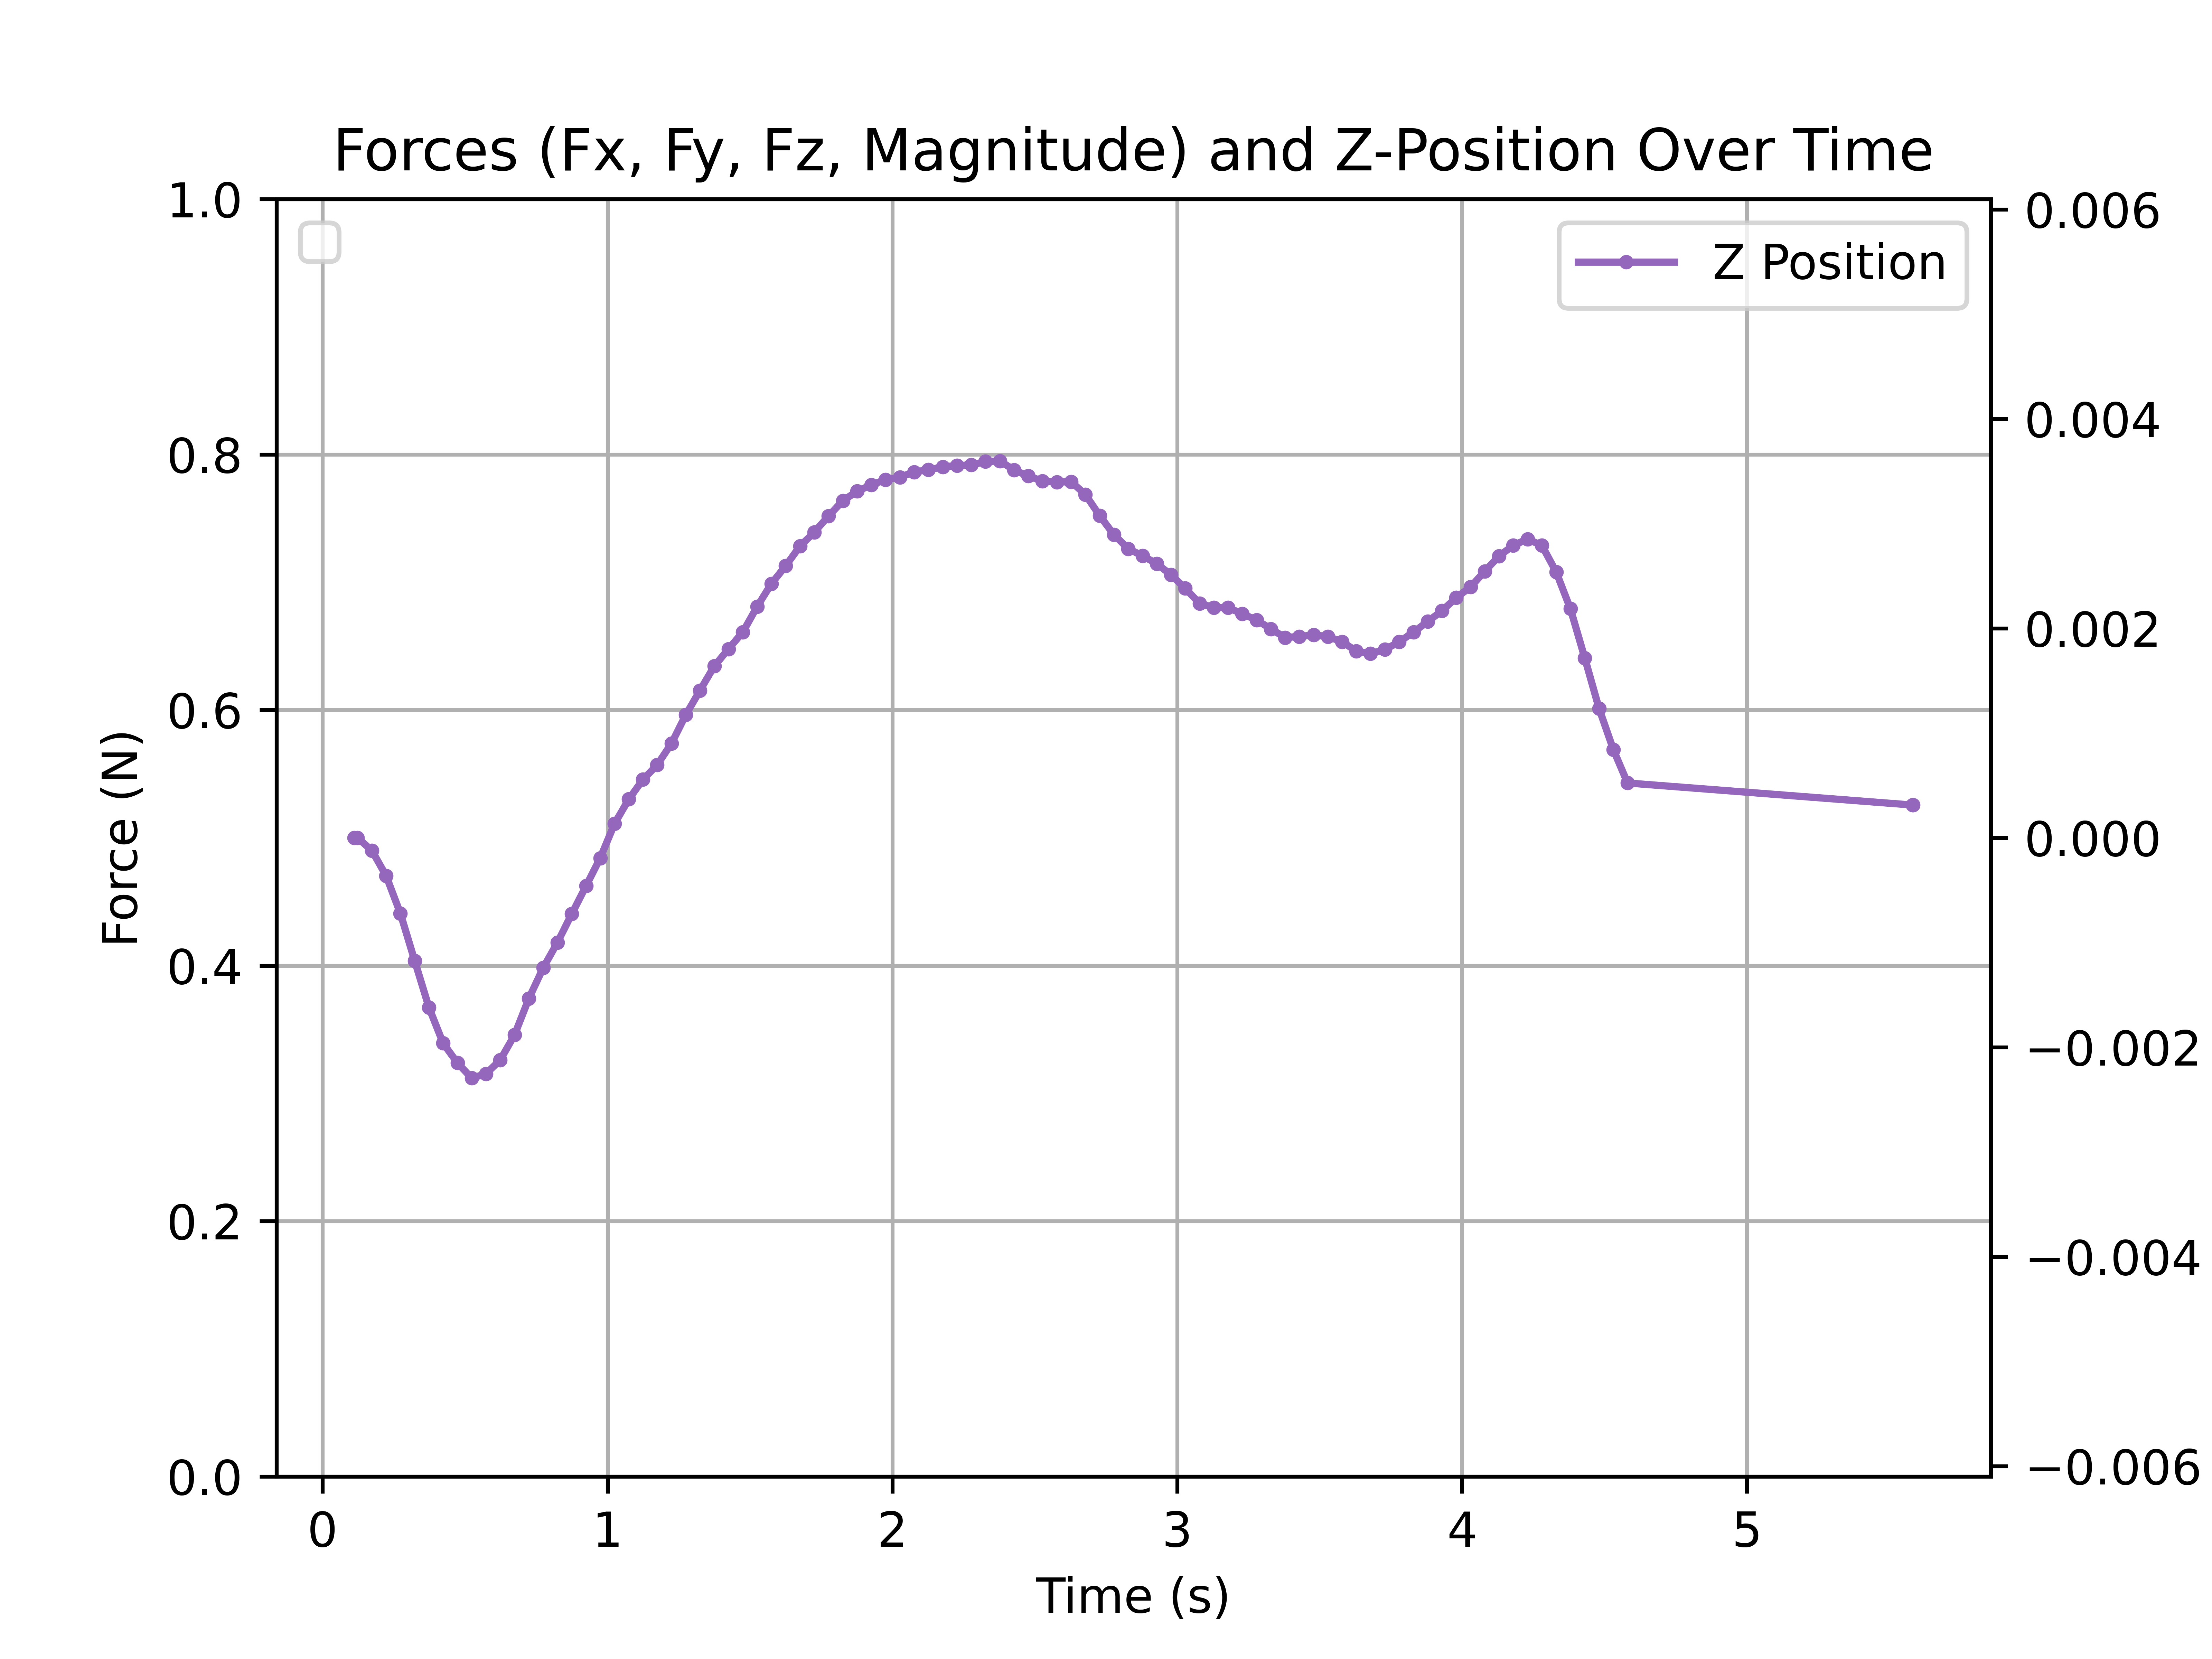 Forces (Fx, Fy, Fz, Magnitude) and Z-Position Over Time
Z Position
1.0
0.8
0.6
0.4
0.2
0.0
Force (N)
0.006
0.004
0.002
0.000
−0.002
−0.004
−0.006
0 1 2 3 4 5
Time (s)